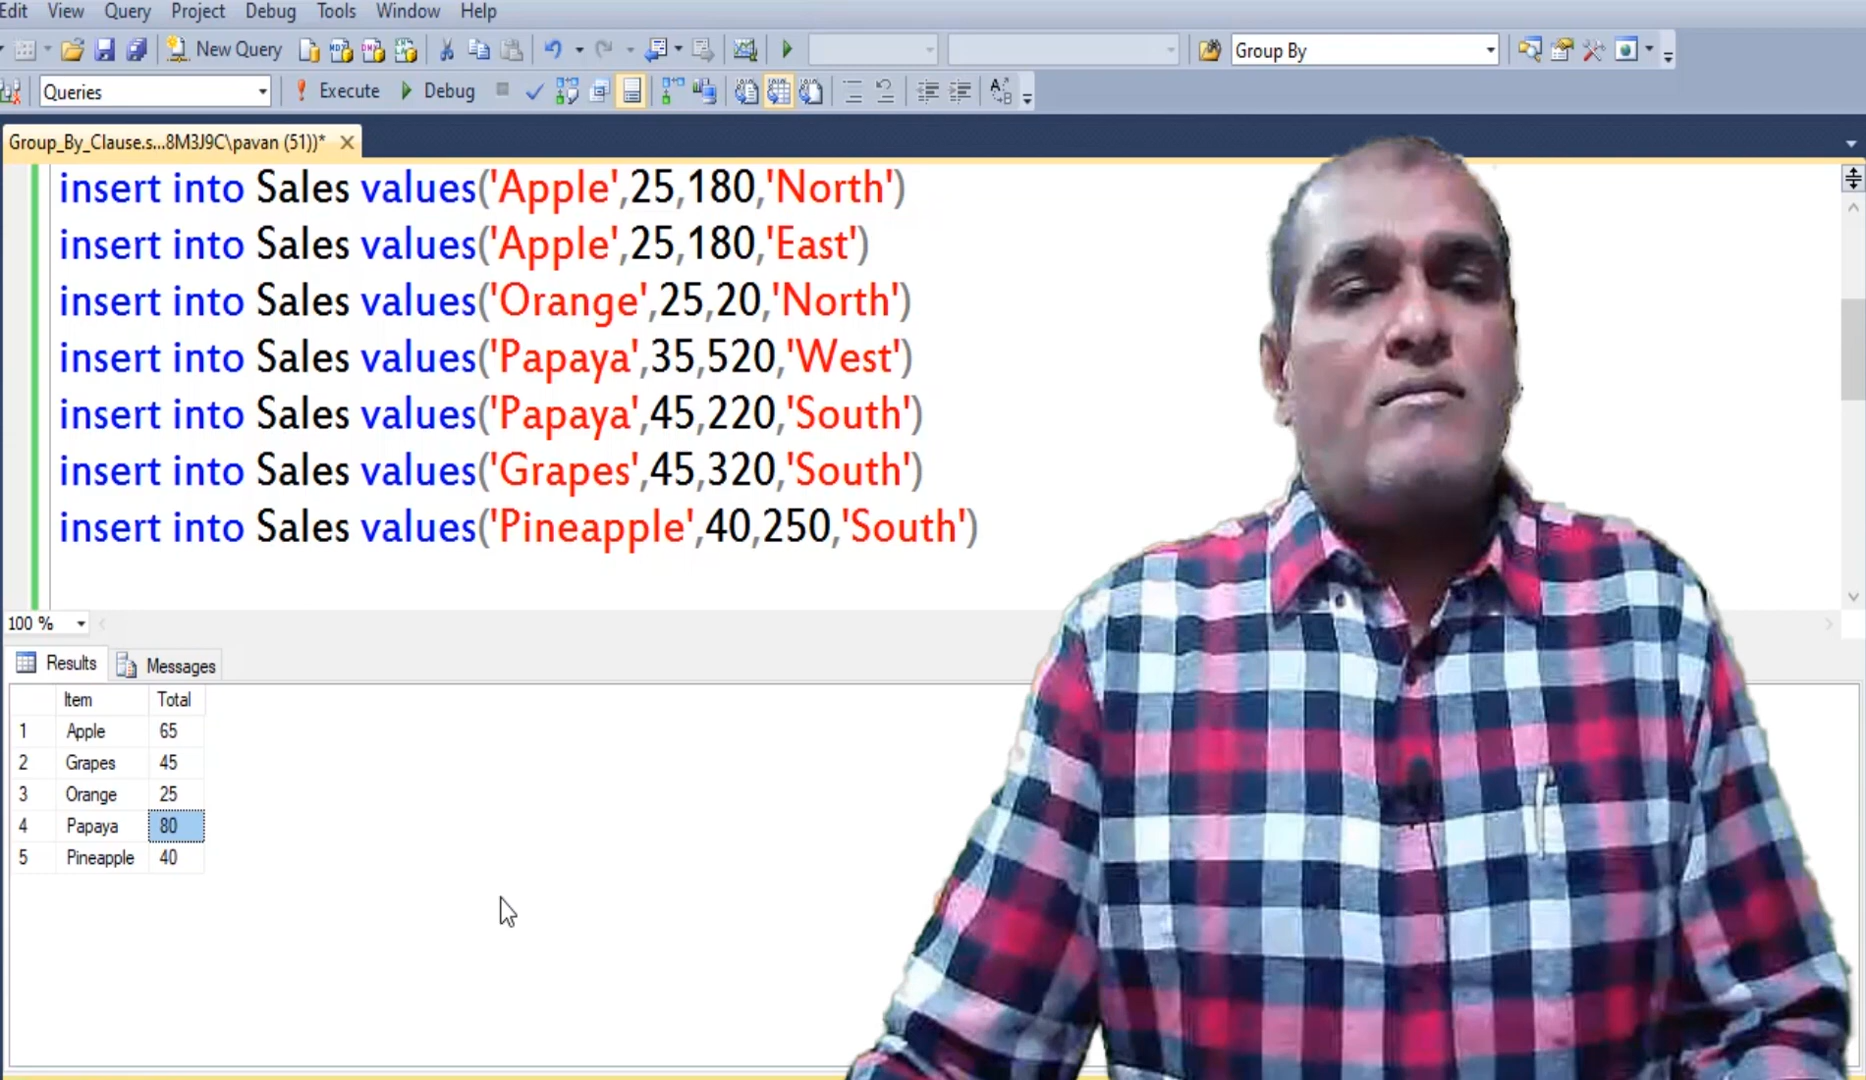 Edit View Query Project Debug Tools Window Help
New Query Group By
Queries Execute Debug
Group_By_Clause.s...8M3J9C\pavan (51))*
insert into Sales values('Apple',25,180,'North')
insert into Sales values('Apple',25,180,'East')
insert into Sales values('Orange',25,20,'North')
insert into Sales values('Papaya',35,520,'West')
insert into Sales values('Papaya',45,220,'South')
insert into Sales values('Grapes',45,320,'South')
insert into Sales values('Pineapple',40,250,'South')
100 %
Results Messages
Item Total
1 Apple 65
2 Grapes 45
3 Orange 25
4 Papaya 80
5 Pineapple 40